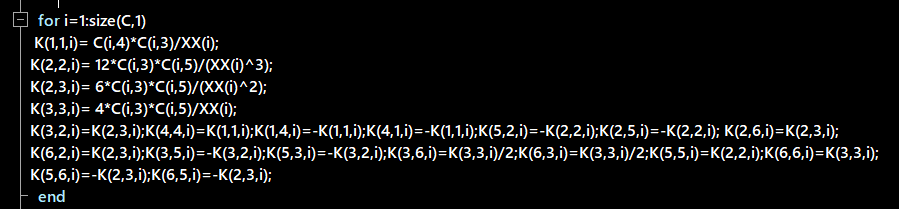 for i=1:size(C,1)
K(1,1,i)= C(i,4)*C(i,3)/XX(i);
K(2,2,i)= 12*C(i,3)*C(i,5)/(XX(i)^3);
K(2,3,i)= 6*C(i,3)*C(i,5)/(XX(i)^2);
K(3,3,i)= 4*C(i,3)*C(i,5)/XX(i);
K(3,2,i)=K(2,3,i);K(4,4,i)=K(1,1,i);K(1,4,i)=-K(1,1,i);K(4,1,i)=-K(1,1,i);K(5,2,i)=-K(2,2,i);K(2,5,i)=-K(2,2,i); K(2,6,i)=K(2,3,i);
K(6,2,i)=K(2,3,i);K(3,5,i)=-K(3,2,i);K(5,3,i)=-K(3,2,i);K(3,6,i)=K(3,3,i)/2;K(6,3,i)=K(3,3,i)/2;K(5,5,i)=K(2,2,i);K(6,6,i)=K(3,3,i);
K(5,6,i)=-K(2,3,i);K(6,5,i)=-K(2,3,i);
end